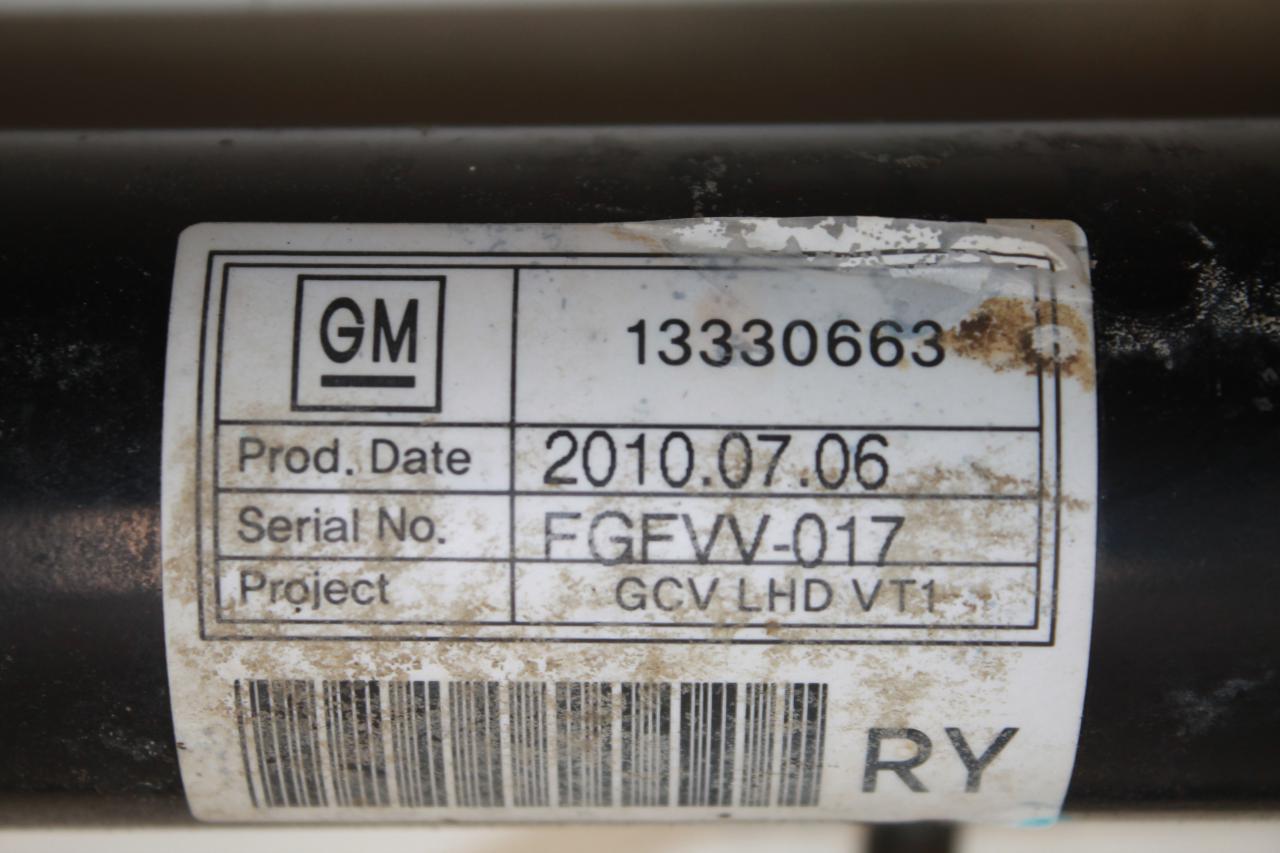 GM
13330663
Prod. Date 2010.07.06
Serial No. FGFVV-017
Project GCV LHD VT1
RY